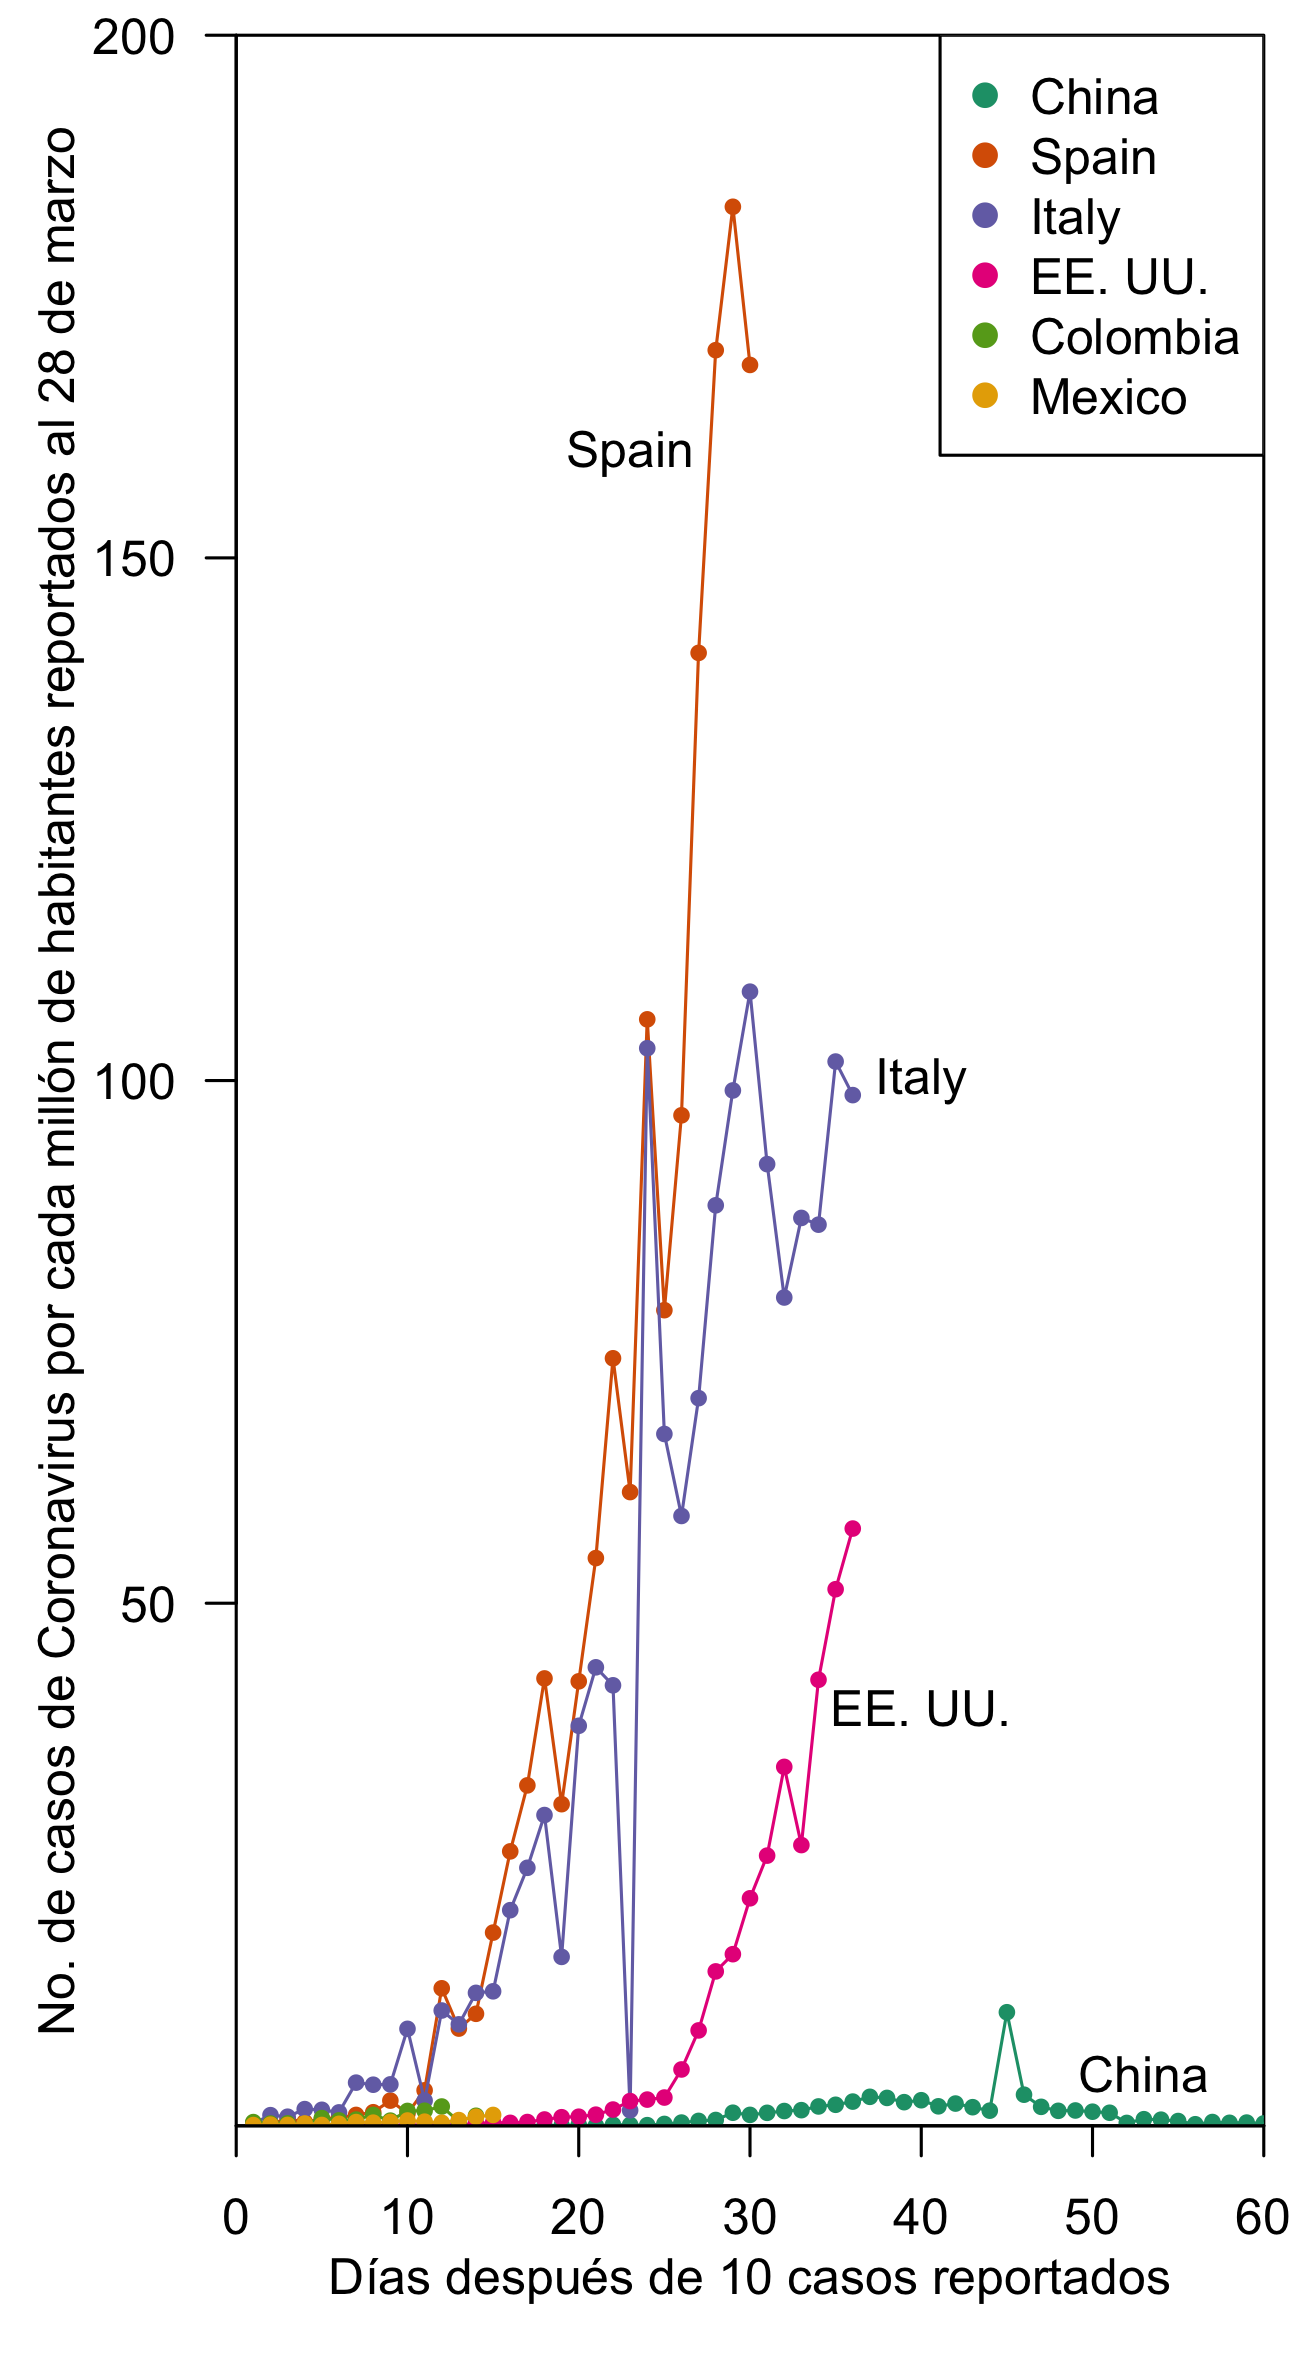 No. de casos de Coronavirus por cada millón de habitantes reportados al 28 de marzo
200
150
100
50
China
Spain
Italy
EE. UU.
Colombia
Mexico
Spain
Italy
EE. UU.
China
0 10 20 30 40 50 60
Días después de 10 casos reportados